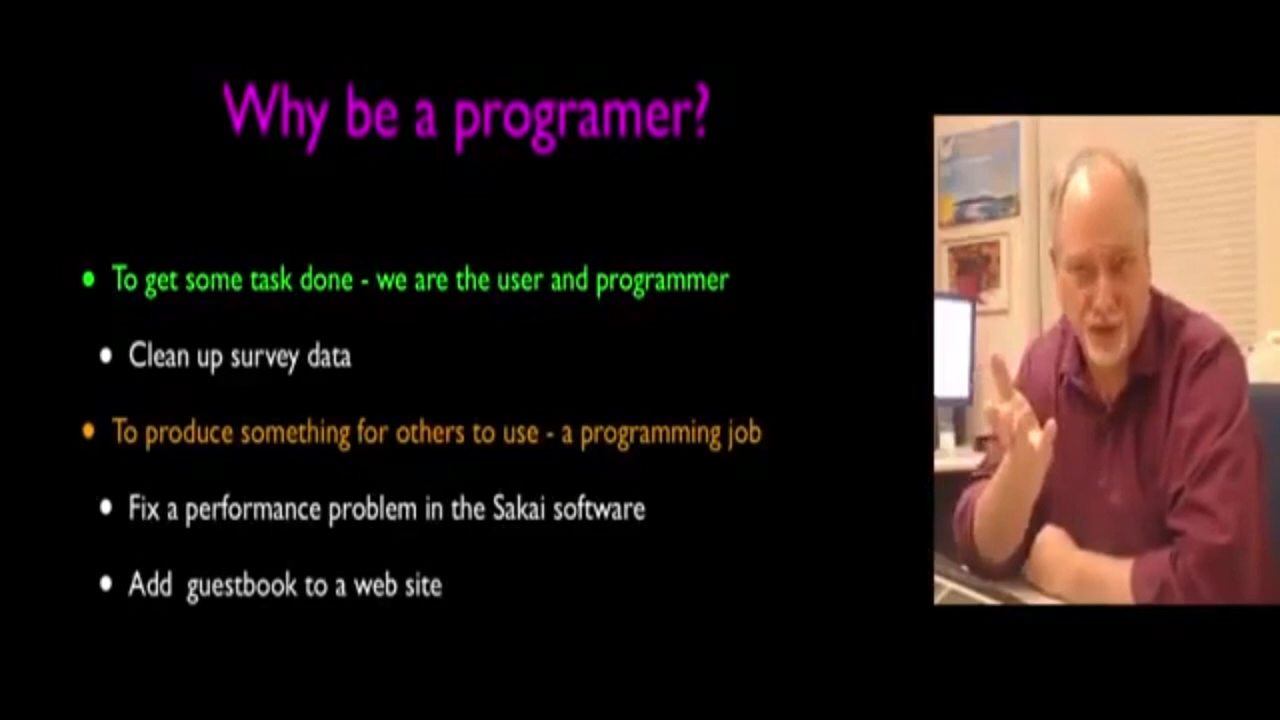 Why be a programer?
To get some task done - we are the user and programmer
Clean up survey data
To produce something for others to use - a programming job
Fix a performance problem in the Sakai software
Add guestbook to a web site